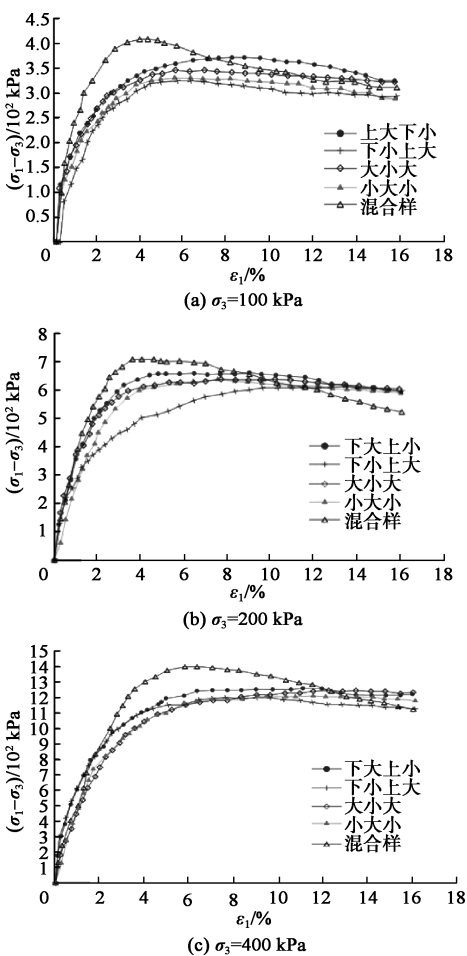 4.5
4.0
3.5
3.0
2.5
2.0
1.5
1.0
0.5
0
2
4
6
8
10
12
14
16
18
(σ₁−σ₃)/10² kPa
上大下小
下小上大
大小大
小大小
混合样
ε₁/%
(a) σ₃=100 kPa
8
7
6
5
4
3
2
1
0
2
4
6
8
10
12
14
16
18
(σ₁−σ₃)/10² kPa
下大上小
下小上大
大小大
小大小
混合样
ε₁/%
(b) σ₃=200 kPa
15
14
13
12
11
10
9
8
7
6
5
4
3
2
1
0
2
4
6
8
10
12
14
16
18
(σ₁−σ₃)/10² kPa
下大上小
下小上大
大小大
小大小
混合样
ε₁/%
(c) σ₃=400 kPa